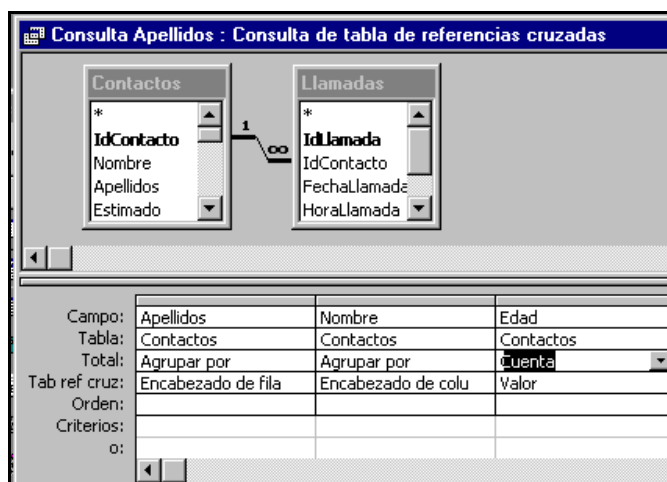 Consulta Apellidos : Consulta de tabla de referencias cruzadas
Contactos
*
IdContacto
Nombre
Apellidos
Estimado
1
∞
Llamadas
*
IdLlamada
IdContacto
FechaLlamada
HoraLlamada
Campo: Apellidos Nombre Edad
Tabla: Contactos Contactos Contactos
Total: Agrupar por Agrupar por Cuenta
Tab ref cruz: Encabezado de fila Encabezado de colu Valor
Orden:
Criterios:
o: